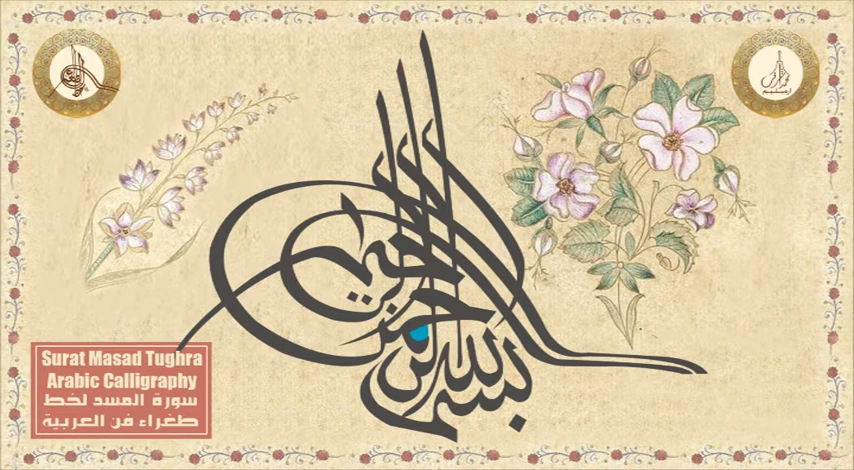 بسم الله الرحمن الرحيم
Surat Masad Tughra
Arabic Calligraphy
سورة المسد لخط
طغراء فن العربية